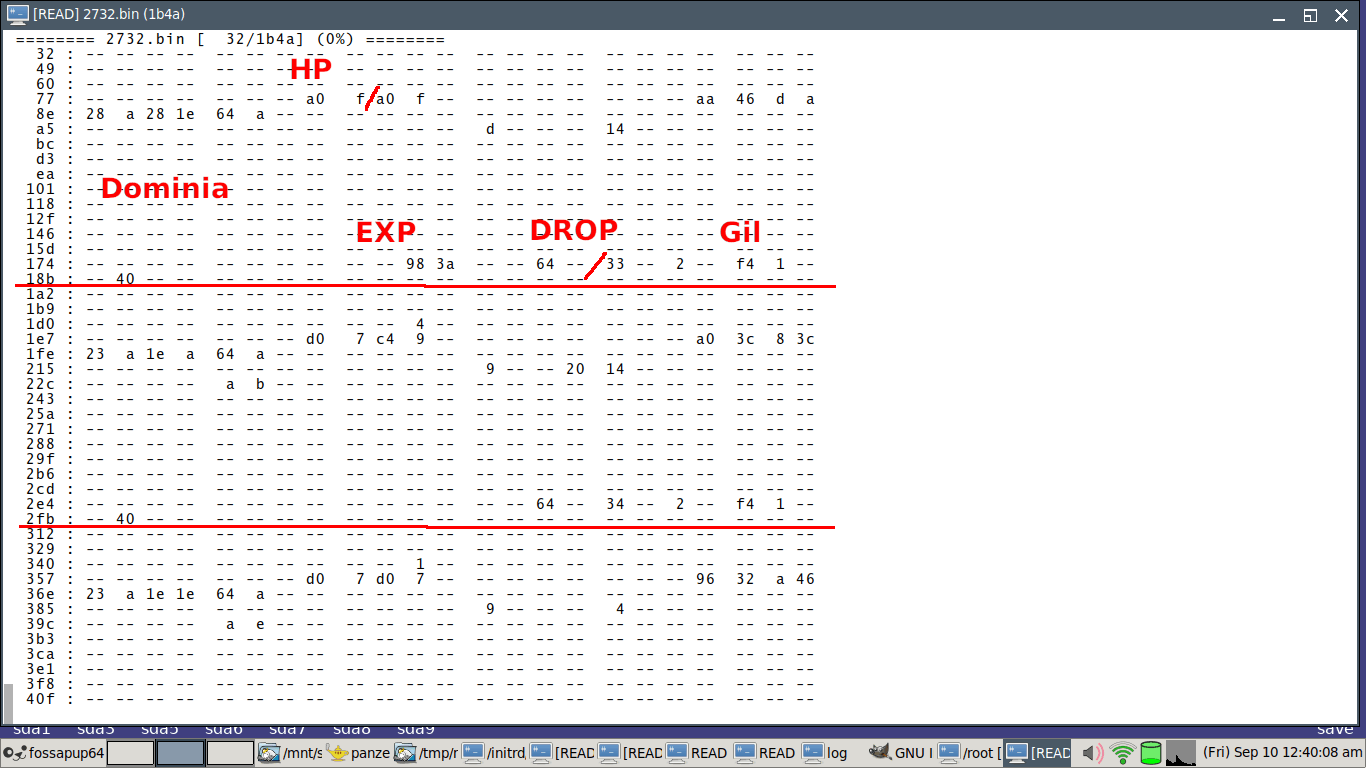 [READ] 2732.bin (1b4a)
======== 2732.bin [  32/1b4a] (0%) ========
32 : -- -- -- --  -- -- -- --  -- -- -- --  -- -- -- --  -- -- -- --  -- -- --
49 : -- -- -- --  -- -- -- --  -- -- -- --  -- -- -- --  -- -- -- --  -- -- --
HP
60 : -- -- -- --  -- -- -- --  -- -- -- --  -- -- -- --  -- -- -- --  -- -- --
77 : -- -- -- --  -- -- -- a0   f / a0  f --  -- -- -- --  -- -- -- aa  46  d  a
8e : 28  a 28 1e  64  a -- --  -- -- -- --  -- -- -- --  -- -- -- --  -- -- --
a5 : -- -- -- --  -- -- -- --  -- -- -- --   d -- -- --  14 -- -- --  -- -- --
bc : -- -- -- --  -- -- -- --  -- -- -- --  -- -- -- --  -- -- -- --  -- -- --
d3 : -- -- -- --  -- -- -- --  -- -- -- --  -- -- -- --  -- -- -- --  -- -- --
ea : -- -- -- --  -- -- -- --  -- -- -- --  -- -- -- --  -- -- -- --  -- -- --
101 : -- -- -- --  -- -- -- --  -- -- -- --  -- -- -- --  -- -- -- --  -- -- --
Dominia
118 : -- -- -- --  -- -- -- --  -- -- -- --  -- -- -- --  -- -- -- --  -- -- --
12f : -- -- -- --  -- -- -- --  -- -- -- --  -- -- -- --  -- -- -- --  -- -- --
146 : -- -- -- --  -- -- -- --  -- -- -- --  -- -- -- --  -- -- -- --  -- -- --
EXP DROP Gil
15d : -- -- -- --  -- -- -- --  -- -- -- --  -- -- -- --  -- -- -- --  -- -- --
174 : -- -- -- --  -- -- -- --  -- -- 98 3a  -- -- 64 -- / 33 --  2 --  f4  1 --
18b : -- 40 -- --  -- -- -- --  -- -- -- --  -- -- -- --  -- -- -- --  -- -- --
1a2 : -- -- -- --  -- -- -- --  -- -- -- --  -- -- -- --  -- -- -- --  -- -- --
1b9 : -- -- -- --  -- -- -- --  -- -- -- --  -- -- -- --  -- -- -- --  -- -- --
1d0 : -- -- -- --  -- -- -- --  -- --  4 --  -- -- -- --  -- -- -- --  -- -- --
1e7 : -- -- -- --  -- -- -- d0   7 c4  9 --  -- -- -- --  -- -- -- a0  3c  8 3c
1fe : 23  a 1e  a  64  a -- --  -- -- -- --  -- -- -- --  -- -- -- --  -- -- --
215 : -- -- -- --  -- -- -- --  -- -- -- --   9 -- -- 20  14 -- -- --  -- -- --
22c : -- -- -- --   a  b -- --  -- -- -- --  -- -- -- --  -- -- -- --  -- -- --
243 : -- -- -- --  -- -- -- --  -- -- -- --  -- -- -- --  -- -- -- --  -- -- --
25a : -- -- -- --  -- -- -- --  -- -- -- --  -- -- -- --  -- -- -- --  -- -- --
271 : -- -- -- --  -- -- -- --  -- -- -- --  -- -- -- --  -- -- -- --  -- -- --
288 : -- -- -- --  -- -- -- --  -- -- -- --  -- -- -- --  -- -- -- --  -- -- --
29f : -- -- -- --  -- -- -- --  -- -- -- --  -- -- -- --  -- -- -- --  -- -- --
2b6 : -- -- -- --  -- -- -- --  -- -- -- --  -- -- -- --  -- -- -- --  -- -- --
2cd : -- -- -- --  -- -- -- --  -- -- -- --  -- -- -- --  -- -- -- --  -- -- --
2e4 : -- -- -- --  -- -- -- --  -- -- -- --  -- -- 64 --  34 --  2 --  f4  1 --
2fb : -- 40 -- --  -- -- -- --  -- -- -- --  -- -- -- --  -- -- -- --  -- -- --
312 : -- -- -- --  -- -- -- --  -- -- -- --  -- -- -- --  -- -- -- --  -- -- --
329 : -- -- -- --  -- -- -- --  -- -- -- --  -- -- -- --  -- -- -- --  -- -- --
340 : -- -- -- --  -- -- -- --  -- --  1 --  -- -- -- --  -- -- -- --  -- -- --
357 : -- -- -- --  -- -- -- d0   7 d0  7 --  -- -- -- --  -- -- -- 96  32  a 46
36e : 23  a 1e 1e  64  a -- --  -- -- -- --  -- -- -- --  -- -- -- --  -- -- --
385 : -- -- -- --  -- -- -- --  -- -- -- --   9 -- -- --   4 -- -- --  -- -- --
39c : -- -- -- --   a  e -- --  -- -- -- --  -- -- -- --  -- -- -- --  -- -- --
3b3 : -- -- -- --  -- -- -- --  -- -- -- --  -- -- -- --  -- -- -- --  -- -- --
3ca : -- -- -- --  -- -- -- --  -- -- -- --  -- -- -- --  -- -- -- --  -- -- --
3e1 : -- -- -- --  -- -- -- --  -- -- -- --  -- -- -- --  -- -- -- --  -- -- --
3f8 : -- -- -- --  -- -- -- --  -- -- -- --  -- -- -- --  -- -- -- --  -- -- --
40f : -- -- -- --  -- -- -- --  -- -- -- --  -- -- -- --  -- -- -- --  -- -- --
sda1 sda3 sda5 sda6 sda7 sda8 sda9 save
fossapup64 /mnt/s panze /tmp/r /initrd [READ [READ READ READ log GNU I /root [ [READ (Fri) Sep 10 12:40:08 am